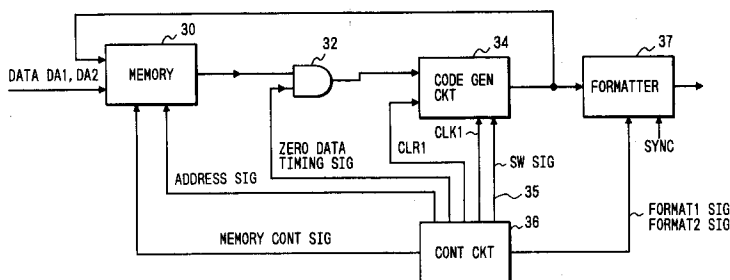 30
32
34
37
DATA DA1, DA2
MEMORY
CODE GEN
CKT
FORMATTER
CLK1
SYNC
ZERO DATA
TIMING SIG
CLR1
SW SIG
ADDRESS SIG
35
36
FORMAT1 SIG
FORMAT2 SIG
MEMORY CONT SIG
CONT CKT